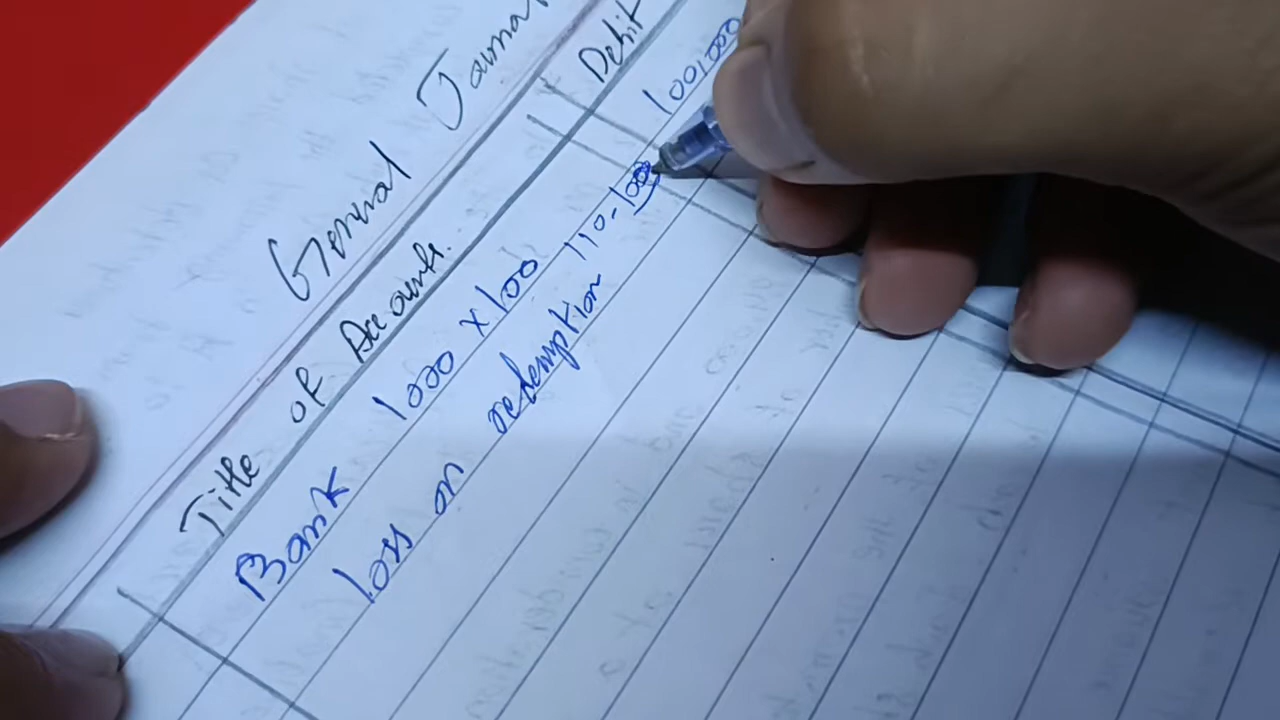 General Journal
Title of Accounts. Debit
Bank 1000 x 100 100,000
loss on redemption 110-100